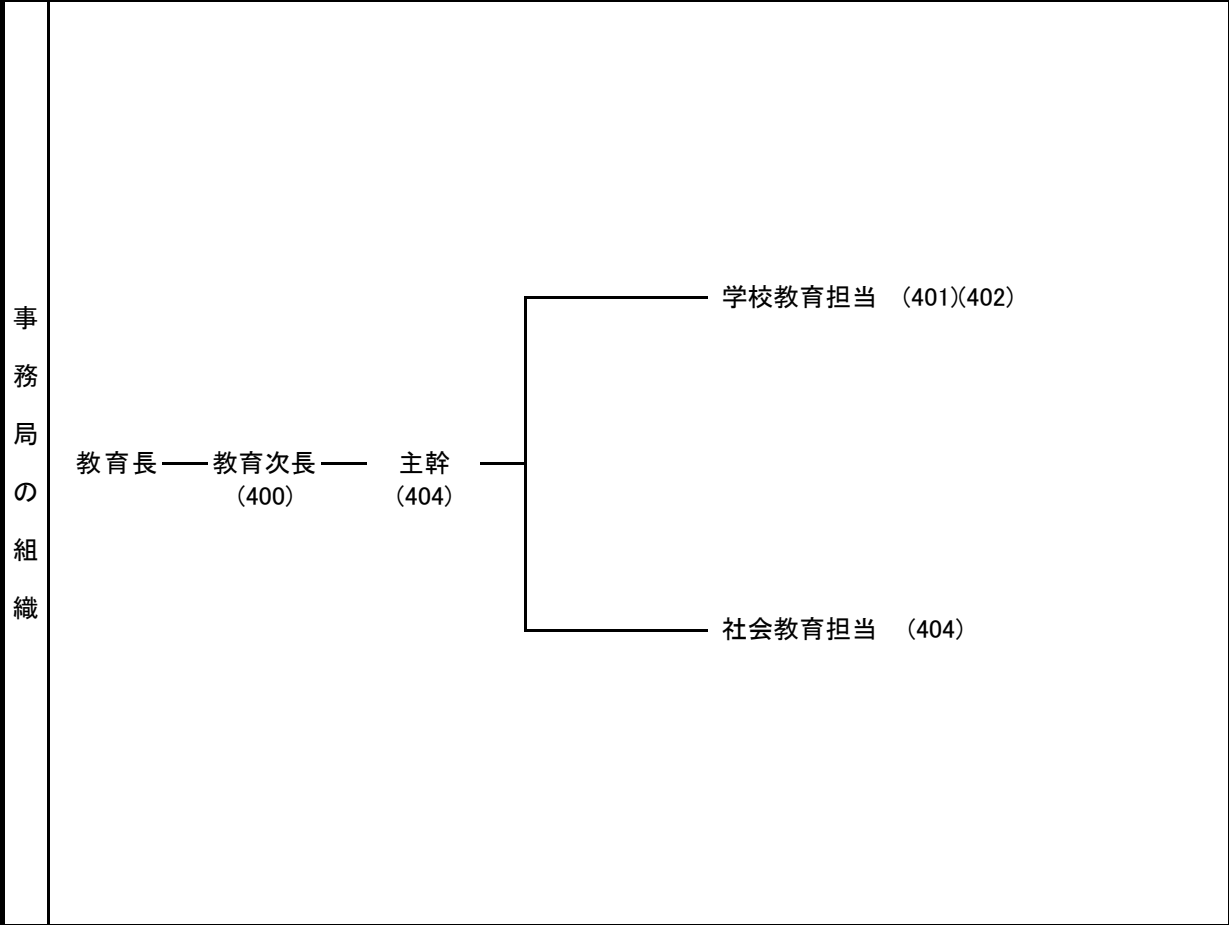 事務局の組織
学校教育担当　(401)(402)
教育長　教育次長　主幹
(400)　(404)
社会教育担当　(404)